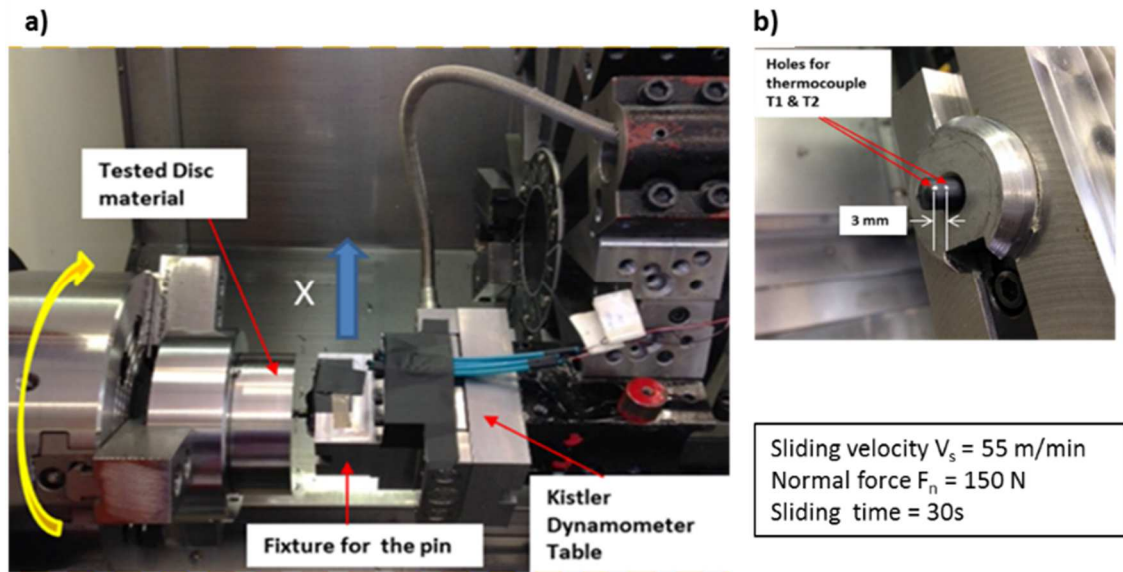 a)
Tested Disc
material
X
Fixture for the pin
Kistler
Dynamometer
Table
b)
Holes for
thermocouple
T1 & T2
3 mm
Sliding velocity Vₛ = 55 m/min
Normal force Fₙ = 150 N
Sliding time = 30s